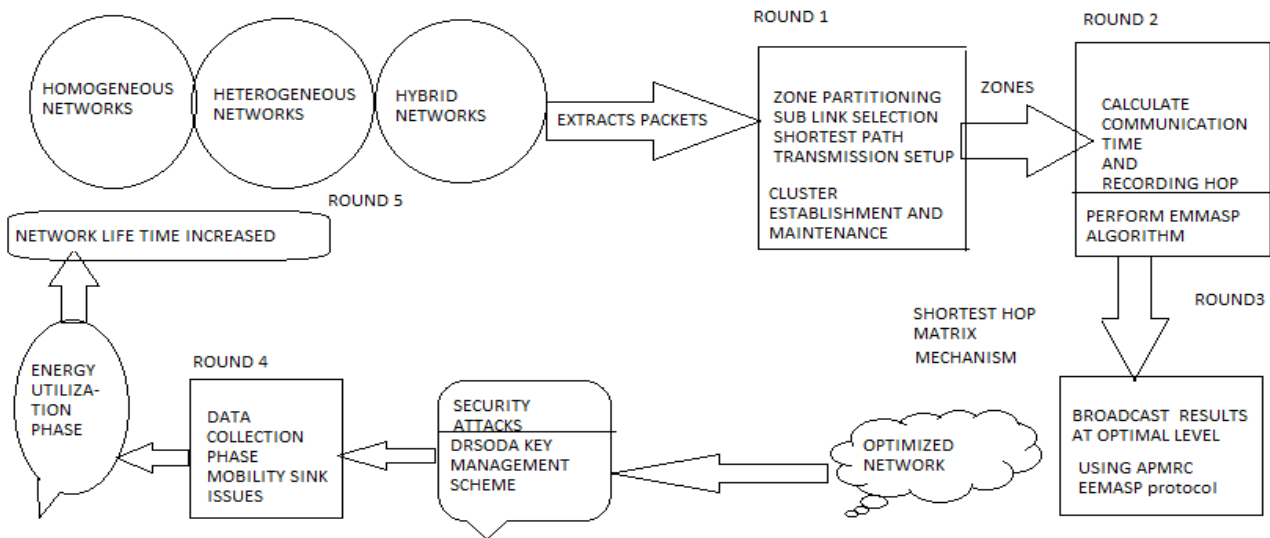 HOMOGENEOUS
NETWORKS
HETEROGENEOUS
NETWORKS
HYBRID
NETWORKS
EXTRACTS PACKETS
ROUND 1
ZONE PARTITIONING
SUB LINK SELECTION
SHORTEST PATH
TRANSMISSION SETUP
CLUSTER
ESTABLISHMENT AND
MAINTENANCE
ZONES
ROUND 2
CALCULATE
COMMUNICATION
TIME
AND
RECORDING HOP
PERFORM EMMASP
ALGORITHM
ROUND3
SHORTEST HOP
MATRIX
MECHANISM
BROADCAST RESULTS
AT OPTIMAL LEVEL
USING APMRC
EEMASP protocol
OPTIMIZED
NETWORK
SECURITY
ATTACKS
DRSODA KEY
MANAGEMENT
SCHEME
ROUND 4
DATA
COLLECTION
PHASE
MOBILITY SINK
ISSUES
ENERGY
UTILIZA-
TION
PHASE
ROUND 5
NETWORK LIFE TIME INCREASED